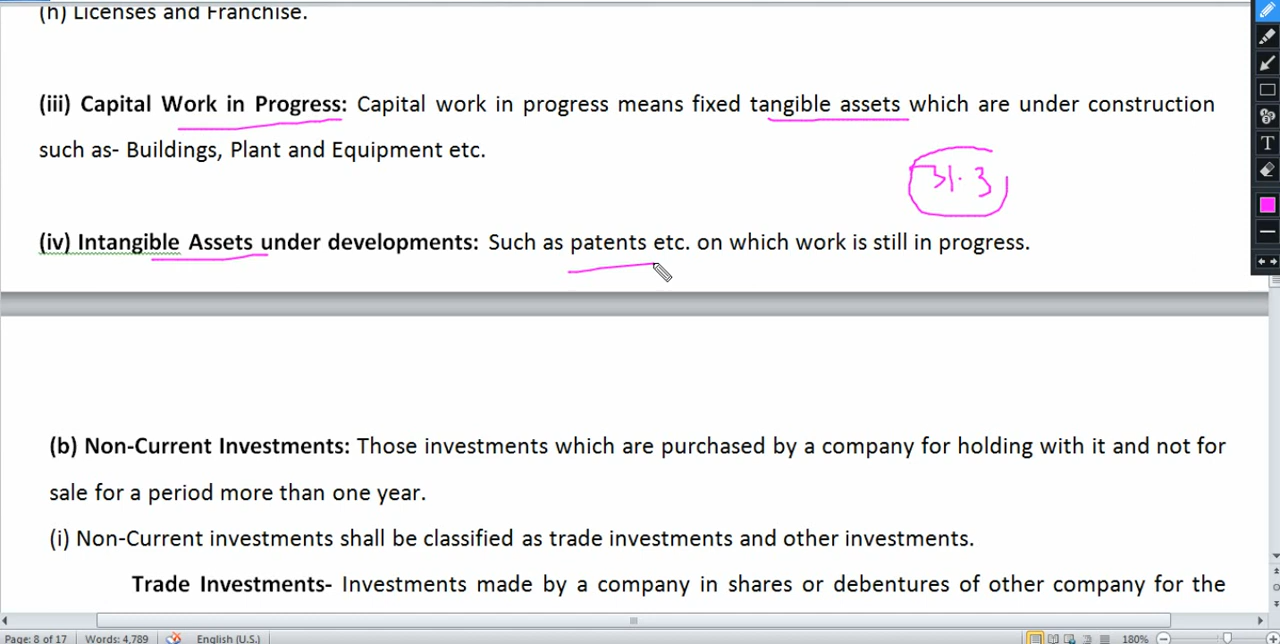 (h) Licenses and Franchise.
(iii) Capital Work in Progress: Capital work in progress means fixed tangible assets which are under construction
such as- Buildings, Plant and Equipment etc.
31.3
(iv) Intangible Assets under developments: Such as patents etc. on which work is still in progress.
(b) Non-Current Investments: Those investments which are purchased by a company for holding with it and not for
sale for a period more than one year.
(i) Non-Current investments shall be classified as trade investments and other investments.
Trade Investments- Investments made by a company in shares or debentures of other company for the
Page: 8 of 17 Words: 4,789 English (U.S.) 180%